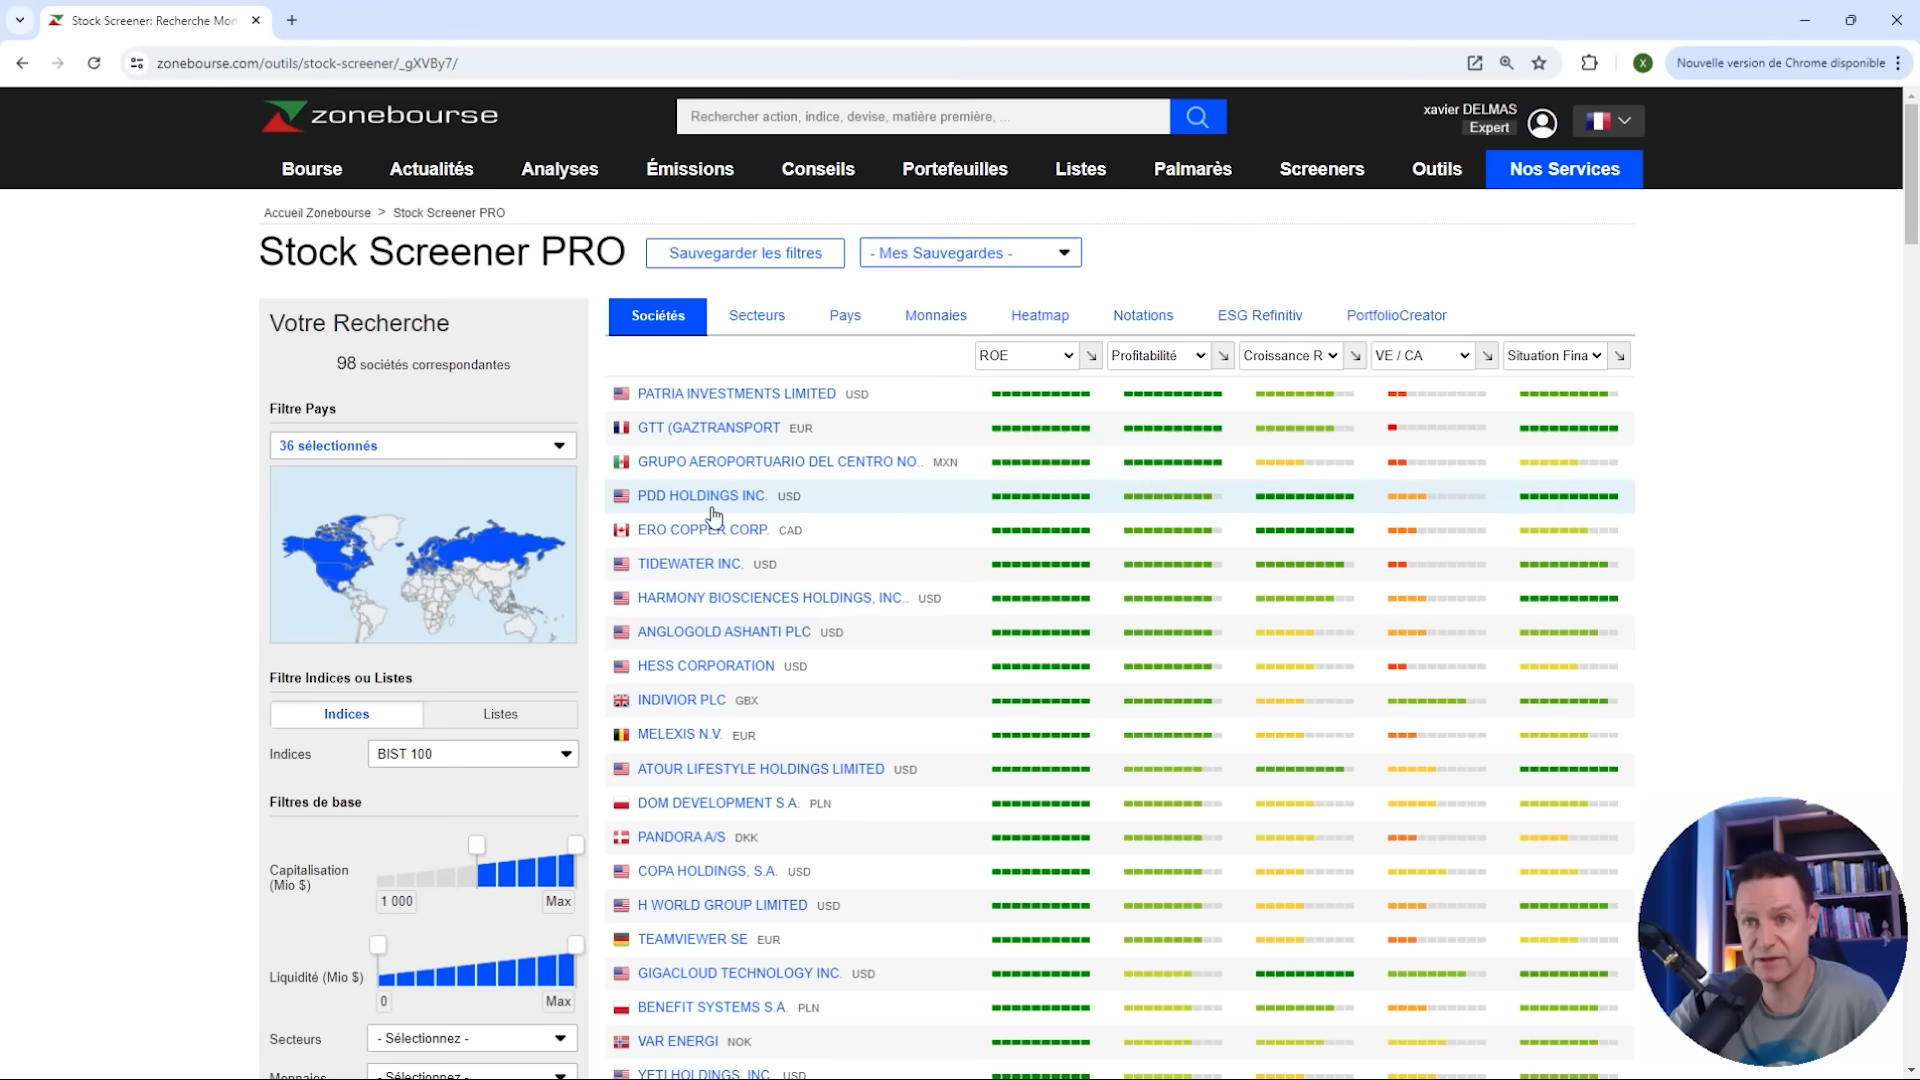 Stock Screener: Recherche Mon
zonebourse.com/outils/stock-screener/_gXVBy7/
X
Nouvelle version de Chrome disponible
zonebourse
Rechercher action, indice, devise, matière première, ...
xavier DELMAS
Expert
Bourse
Actualités
Analyses
Émissions
Conseils
Portefeuilles
Listes
Palmarès
Screeners
Outils
Nos Services
Accueil Zonebourse > Stock Screener PRO
Stock Screener PRO
Sauvegarder les filtres
- Mes Sauvegardes -
Votre Recherche
98 sociétés correspondantes
Filtre Pays
36 sélectionnés
Filtre Indices ou Listes
Indices
Listes
Indices
BIST 100
Filtres de base
Capitalisation
(Mio $)
1 000
Max
Liquidité (Mio $)
0
Max
Secteurs
- Sélectionnez -
Monnaies
- Sélectionnez -
Sociétés
Secteurs
Pays
Monnaies
Heatmap
Notations
ESG Refinitiv
PortfolioCreator
ROE
Profitabilité
Croissance R
VE / CA
Situation Fina
PATRIA INVESTMENTS LIMITED USD
GTT (GAZTRANSPORT EUR
GRUPO AEROPORTUARIO DEL CENTRO NO.. MXN
PDD HOLDINGS INC. USD
ERO COPPER CORP. CAD
TIDEWATER INC. USD
HARMONY BIOSCIENCES HOLDINGS, INC.. USD
ANGLOGOLD ASHANTI PLC USD
HESS CORPORATION USD
INDIVIOR PLC GBX
MELEXIS N.V. EUR
ATOUR LIFESTYLE HOLDINGS LIMITED USD
DOM DEVELOPMENT S.A. PLN
PANDORA A/S DKK
COPA HOLDINGS, S.A. USD
H WORLD GROUP LIMITED USD
TEAMVIEWER SE EUR
GIGACLOUD TECHNOLOGY INC. USD
BENEFIT SYSTEMS S.A. PLN
VAR ENERGI NOK
YETI HOLDINGS, INC. USD